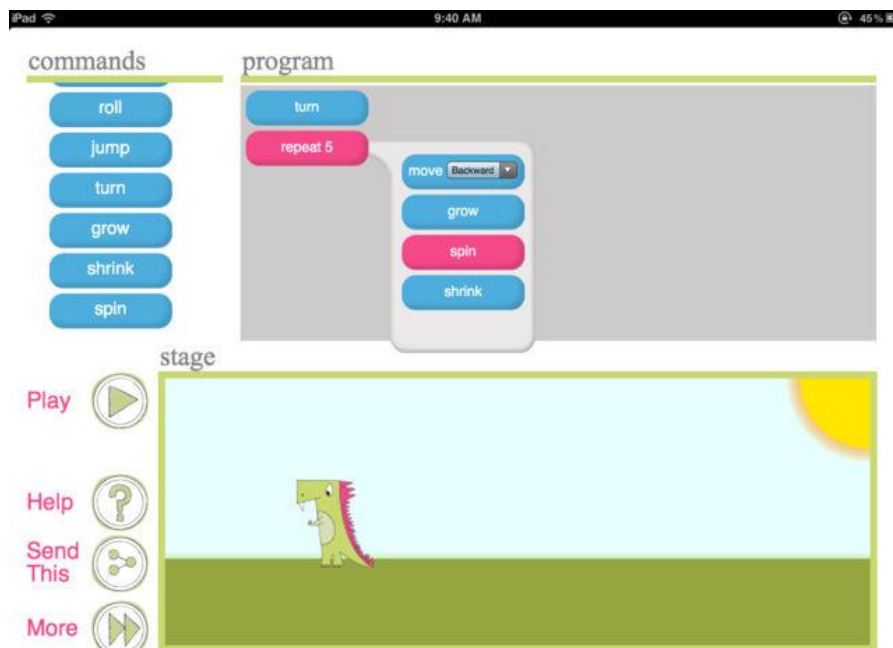 iPad 9:40 AM 45%
commands
program
roll
jump
turn
grow
shrink
spin
turn
repeat 5
move Backward
grow
spin
shrink
stage
Play
Help
Send
This
More